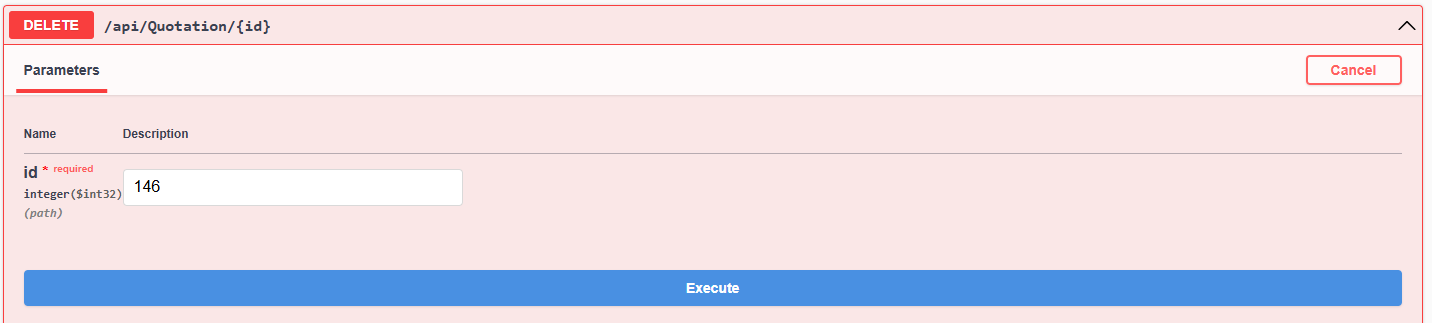 DELETE /api/Quotation/{id}
Parameters
Cancel
Name Description
id * required
integer($int32) 146
(path)
Execute